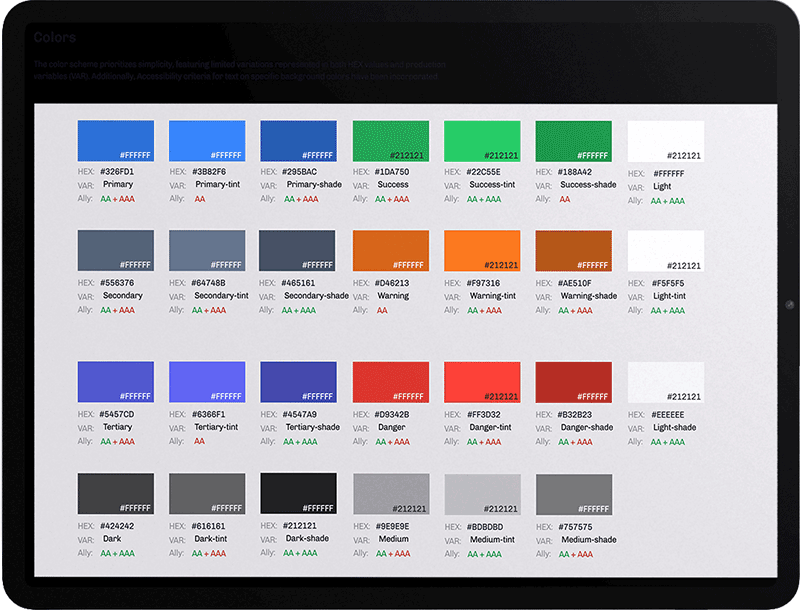 Colors
The color scheme prioritizes simplicity, featuring limited variations represented in both HEX values and production
variables (VAR). Additionally, Accessibility criteria for text on specific background colors have been incorporated
#FFFFFF #FFFFFF #FFFFFF #212121 #212121 #FFFFFF #212121
HEX: #326FD1 HEX: #3B82F6 HEX: #295BAC HEX: #1DA750 HEX: #22C55E HEX: #188A42 HEX: #FFFFFF
VAR: Primary VAR: Primary-tint VAR: Primary-shade VAR: Success VAR: Success-tint VAR: Success-shade VAR: Light
Ally: AA + AAA Ally: AA Ally: AA + AAA Ally: AA + AAA Ally: AA + AAA Ally: AA Ally: AA + AAA
#FFFFFF #FFFFFF #FFFFFF #FFFFFF #212121 #FFFFFF #212121
HEX: #556376 HEX: #64748B HEX: #465161 HEX: #D46213 HEX: #F97316 HEX: #AE510F HEX: #F5F5F5
VAR: Secondary VAR: Secondary-tint VAR: Secondary-shade VAR: Warning VAR: Warning-tint VAR: Warning-shade VAR: Light-tint
Ally: AA + AAA Ally: AA + AAA Ally: AA + AAA Ally: AA Ally: AA + AAA Ally: AA + AAA Ally: AA + AAA
#FFFFFF #FFFFFF #FFFFFF #FFFFFF #212121 #FFFFFF #212121
HEX: #5457CD HEX: #6366F1 HEX: #4547A9 HEX: #D9342B HEX: #FF3D32 HEX: #B32B23 HEX: #EEEEEE
VAR: Tertiary VAR: Tertiary-tint VAR: Tertiary-shade VAR: Danger VAR: Danger-tint VAR: Danger-shade VAR: Light-shade
Ally: AA + AAA Ally: AA Ally: AA + AAA Ally: AA + AAA Ally: AA + AAA Ally: AA + AAA Ally: AA + AAA
#FFFFFF #FFFFFF #FFFFFF #212121 #212121 #FFFFFF
HEX: #424242 HEX: #616161 HEX: #212121 HEX: #9E9E9E HEX: #BDBDBD HEX: #757575
VAR: Dark VAR: Dark-tint VAR: Dark-shade VAR: Medium VAR: Medium-tint VAR: Medium-shade
Ally: AA + AAA Ally: AA + AAA Ally: AA + AAA Ally: AA + AAA Ally: AA + AAA Ally: AA + AAA